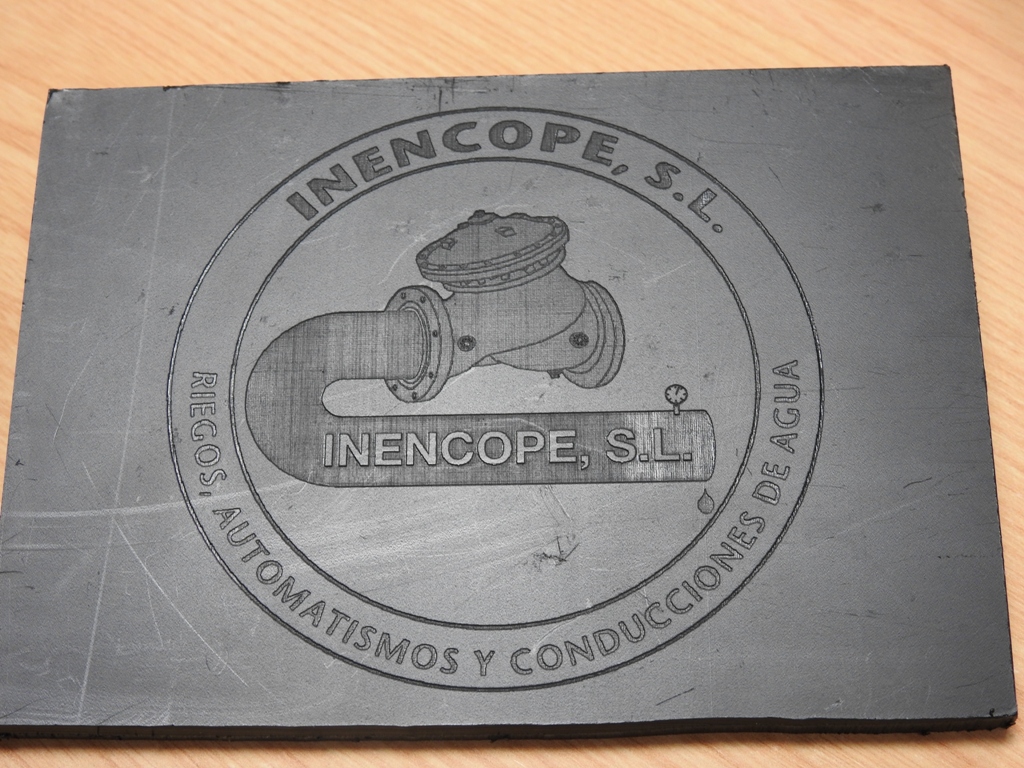 INENCOPE, S.L.
INENCOPE, S.L.
RIEGOS, AUTOMATISMOS Y CONDUCCIONES DE AGUA